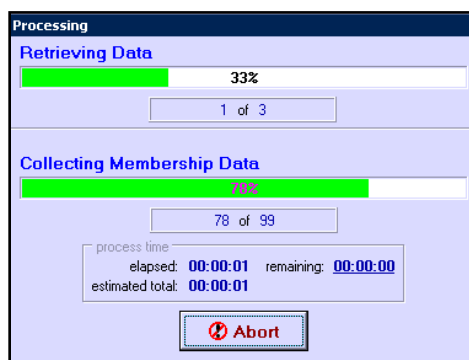 Processing
Retrieving Data
33%
1 of 3
Collecting Membership Data
78%
78 of 99
process time
elapsed: 00:00:01 remaining: 00:00:00
estimated total: 00:00:01
Abort